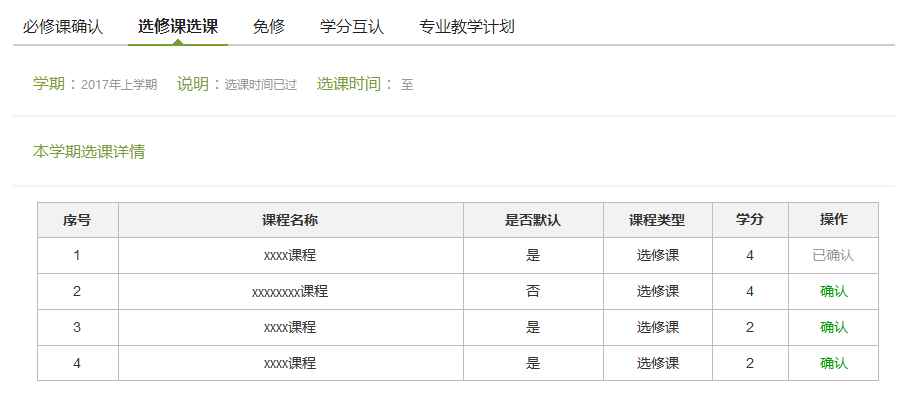 必修课确认 选修课选课 免修 学分互认 专业教学计划
学期：2017年上学期 说明：选课时间已过 选课时间： 至
本学期选课详情
序号 课程名称 是否默认 课程类型 学分 操作
1 xxxx课程 是 选修课 4 已确认
2 xxxxxxxx课程 否 选修课 4 确认
3 xxxx课程 是 选修课 2 确认
4 xxxx课程 是 选修课 2 确认